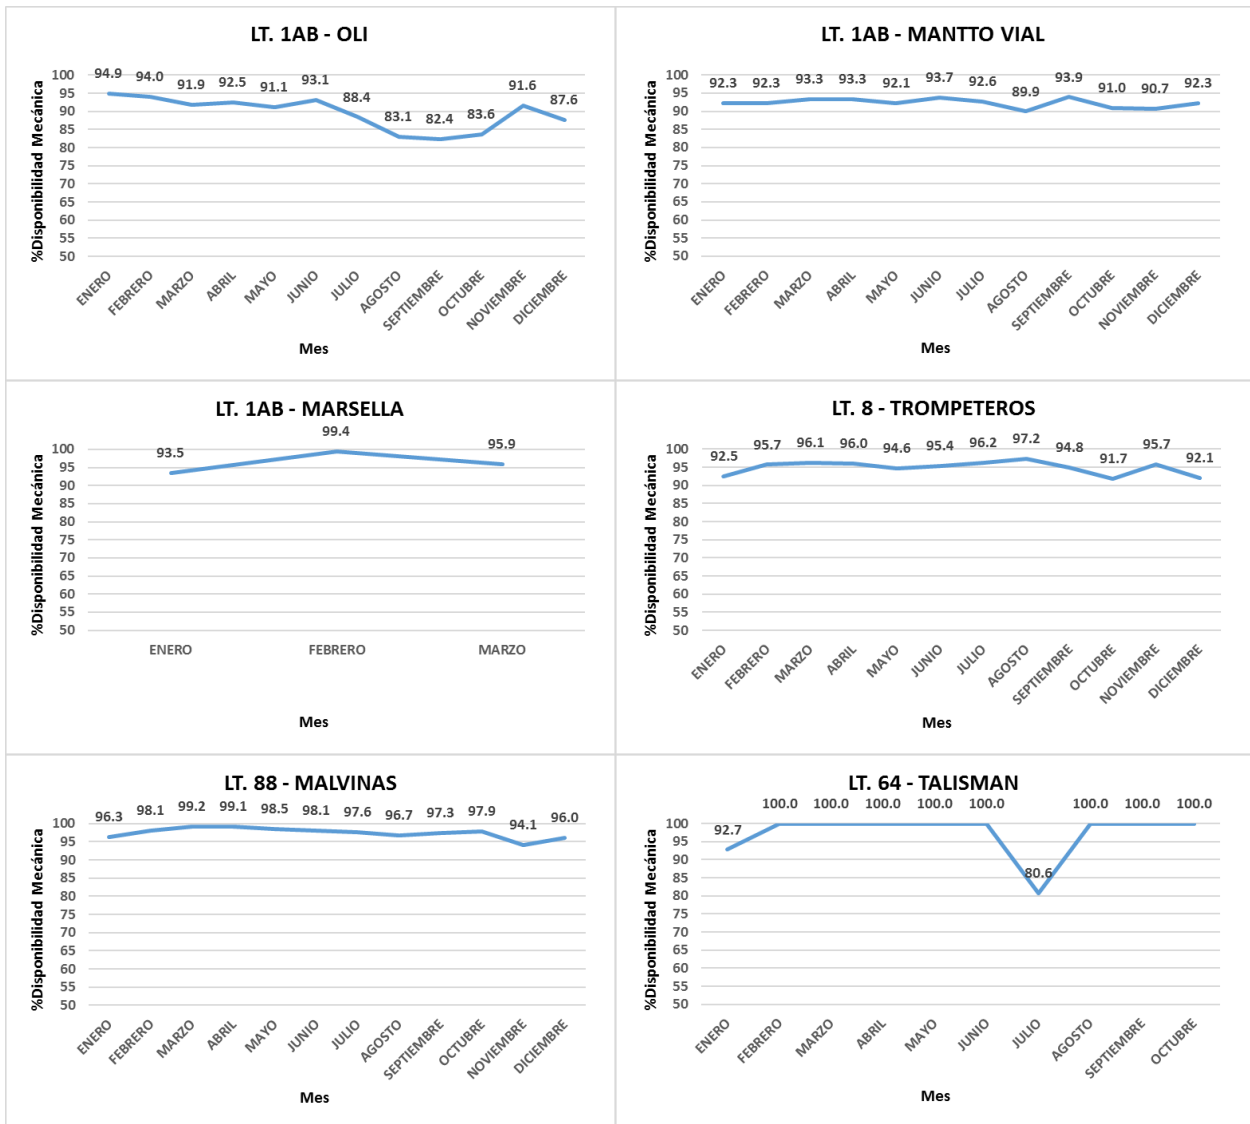 LT. 1AB - OLI
94.9 94.0 91.9 92.5 91.1 93.1 88.4 83.1 82.4 83.6 91.6 87.6
100
95
90
85
80
75
70
65
60
55
50
%Disponibilidad Mecánica
ENERO FEBRERO MARZO ABRIL MAYO JUNIO JULIO AGOSTO SEPTIEMBRE OCTUBRE NOVIEMBRE DICIEMBRE
Mes
LT. 1AB - MANTTO VIAL
92.3 92.3 93.3 93.3 92.1 93.7 92.6 89.9 93.9 91.0 90.7 92.3
100
95
90
85
80
75
70
65
60
55
50
%Disponibilidad Mecánica
ENERO FEBRERO MARZO ABRIL MAYO JUNIO JULIO AGOSTO SEPTIEMBRE OCTUBRE NOVIEMBRE DICIEMBRE
Mes
LT. 1AB - MARSELLA
93.5 99.4 95.9
100
95
90
85
80
75
70
65
60
55
50
%Disponibilidad Mecánica
ENERO FEBRERO MARZO
Mes
LT. 8 - TROMPETEROS
92.5 95.7 96.1 96.0 94.6 95.4 96.2 97.2 94.8 91.7 95.7 92.1
100
95
90
85
80
75
70
65
60
55
50
%Disponibilidad Mecánica
ENERO FEBRERO MARZO ABRIL MAYO JUNIO JULIO AGOSTO SEPTIEMBRE OCTUBRE NOVIEMBRE DICIEMBRE
Mes
LT. 88 - MALVINAS
96.3 98.1 99.2 99.1 98.5 98.1 97.6 96.7 97.3 97.9 94.1 96.0
100
95
90
85
80
75
70
65
60
55
50
%Disponibilidad Mecánica
ENERO FEBRERO MARZO ABRIL MAYO JUNIO JULIO AGOSTO SEPTIEMBRE OCTUBRE NOVIEMBRE DICIEMBRE
Mes
LT. 64 - TALISMAN
92.7 100.0 100.0 100.0 100.0 100.0 80.6 100.0 100.0 100.0
100
95
90
85
80
75
70
65
60
55
50
%Disponibilidad Mecánica
ENERO FEBRERO MARZO ABRIL MAYO JUNIO JULIO AGOSTO SEPTIEMBRE OCTUBRE
Mes